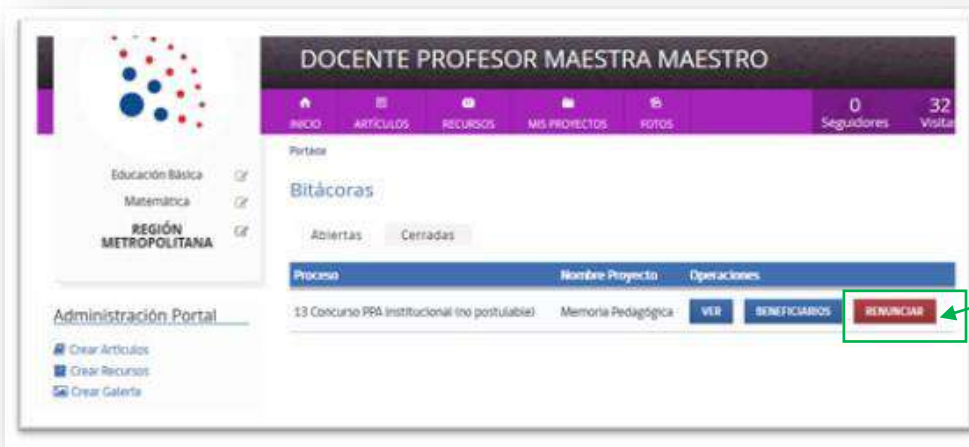 DOCENTE PROFESOR MAESTRA MAESTRO
INICIO ARTÍCULOS RECURSOS MIS PROYECTOS FOTOS
0 Seguidores
32 Visitas
Portada
Educación Básica
Matemática
REGIÓN
METROPOLITANA
Bitácoras
Abiertas Cerradas
Proceso Nombre Proyecto Operaciones
13 Concurso PPA Institucional (no postulable) Memoria Pedagógica VER BENEFICIARIOS RENUNCIAR
Administración Portal
Crear Artículos
Crear Recursos
Crear Galería